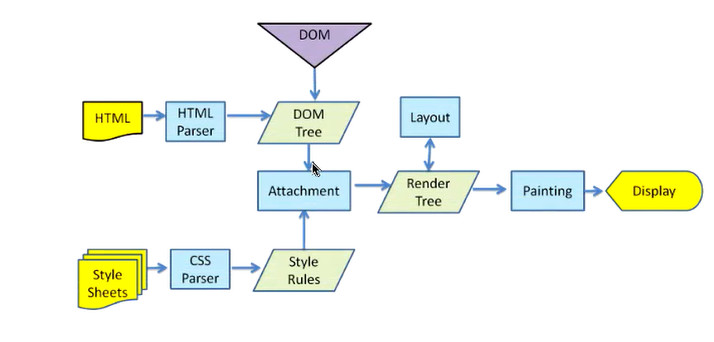 DOM
HTML
HTML
Parser
DOM
Tree
Layout
Attachment
Render
Tree
Painting
Display
Style
Sheets
CSS
Parser
Style
Rules